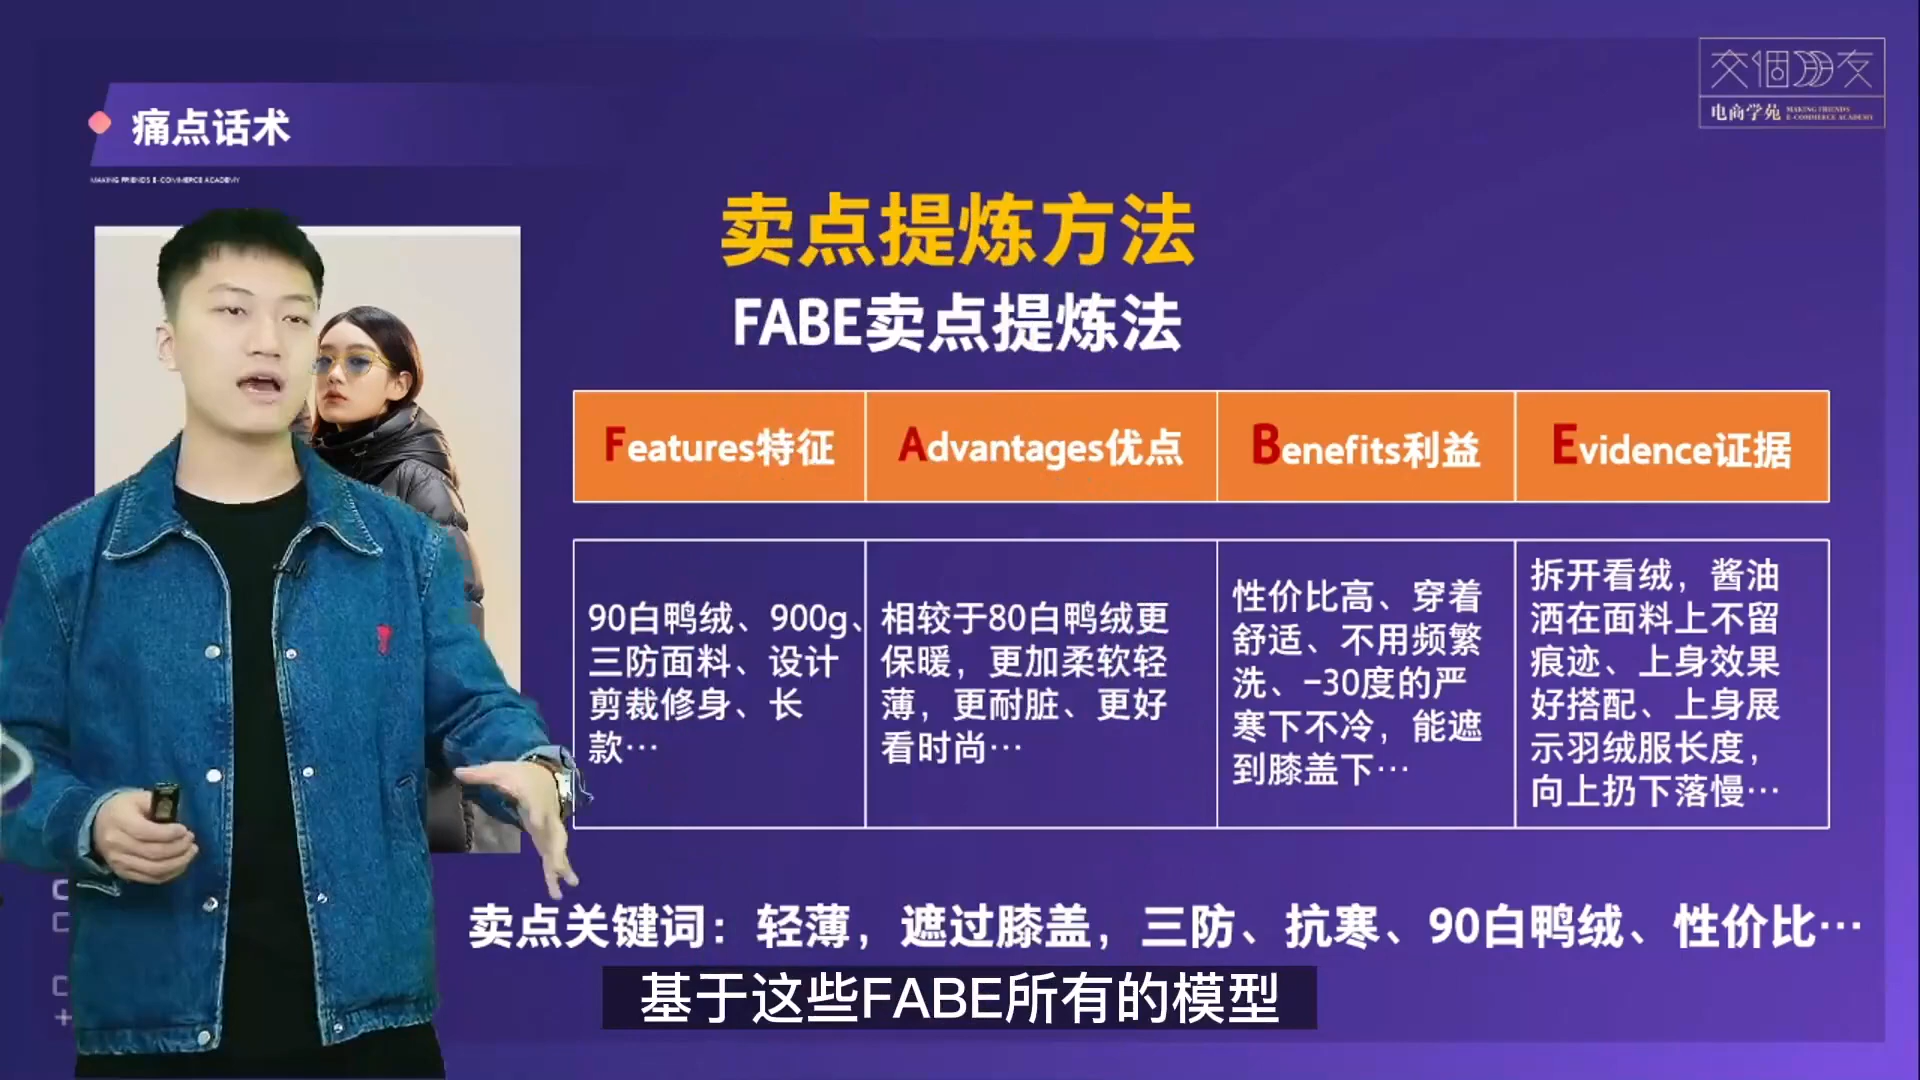 交個朋友
电商学苑 MAKING FRIENDS E-COMMERCE ACADEMY
痛点话术
MAKING FRIENDS E-COMMERCE ACADEMY
卖点提炼方法
FABE卖点提炼法
Features特征
Advantages优点
Benefits利益
Evidence证据
90白鸭绒、900g、
三防面料、设计
剪裁修身、长
款…
相较于80白鸭绒更
保暖，更加柔软轻
薄，更耐脏、更好
看时尚…
性价比高、穿着
舒适、不用频繁
洗、-30度的严
寒下不冷，能遮
到膝盖下…
拆开看绒，酱油
洒在面料上不留
痕迹、上身效果
好搭配、上身展
示羽绒服长度，
向上扔下落慢…
卖点关键词：轻薄，遮过膝盖，三防、抗寒、90白鸭绒、性价比…
基于这些FABE所有的模型